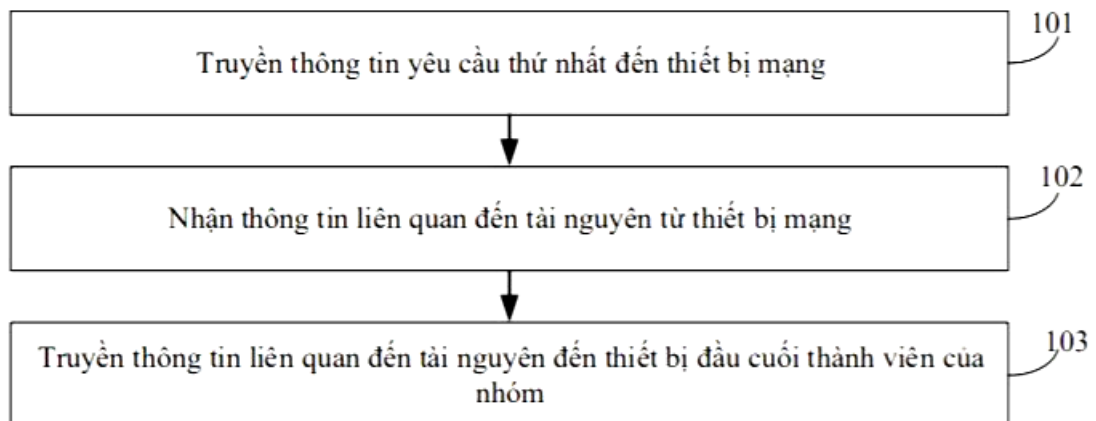 101
Truyền thông tin yêu cầu thứ nhất đến thiết bị mạng
102
Nhận thông tin liên quan đến tài nguyên từ thiết bị mạng
103
Truyền thông tin liên quan đến tài nguyên đến thiết bị đầu cuối thành viên của
nhóm